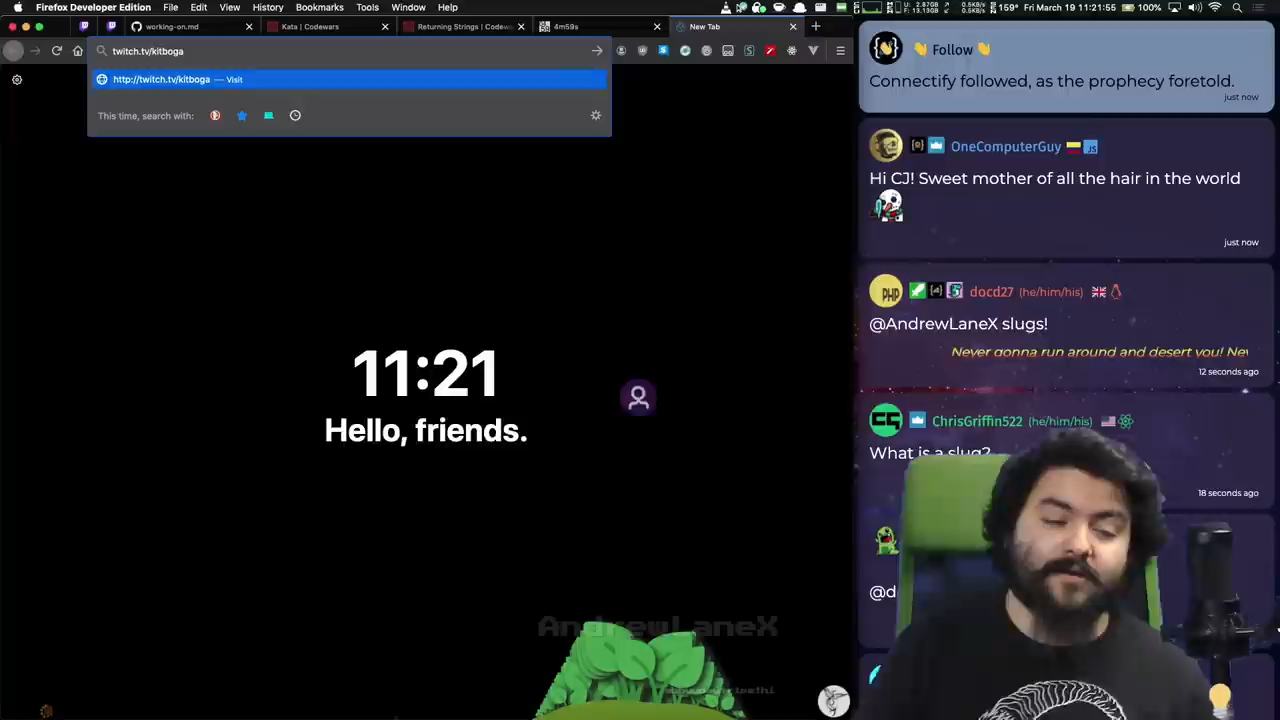 Firefox Developer Edition File Edit View History Bookmarks Tools Window Help
159° Fri March 19 11:21:55 100%
working-on.md
Kata | Codewars
Returning Strings | Codewars
4m59s
New Tab
twitch.tv/kitboga
http://twitch.tv/kitboga — Visit
This time, search with:
11:21
Hello, friends.
AndrewLaneX
Follow
Connectify followed, as the prophecy foretold.
just now
OneComputerGuy
Hi CJ! Sweet mother of all the hair in the world
just now
docd27 (he/him/his)
@AndrewLaneX slugs!
Never gonna run around and desert you! Nev
12 seconds ago
ChrisGriffin522 (he/him/his)
What is a slug?
18 seconds ago